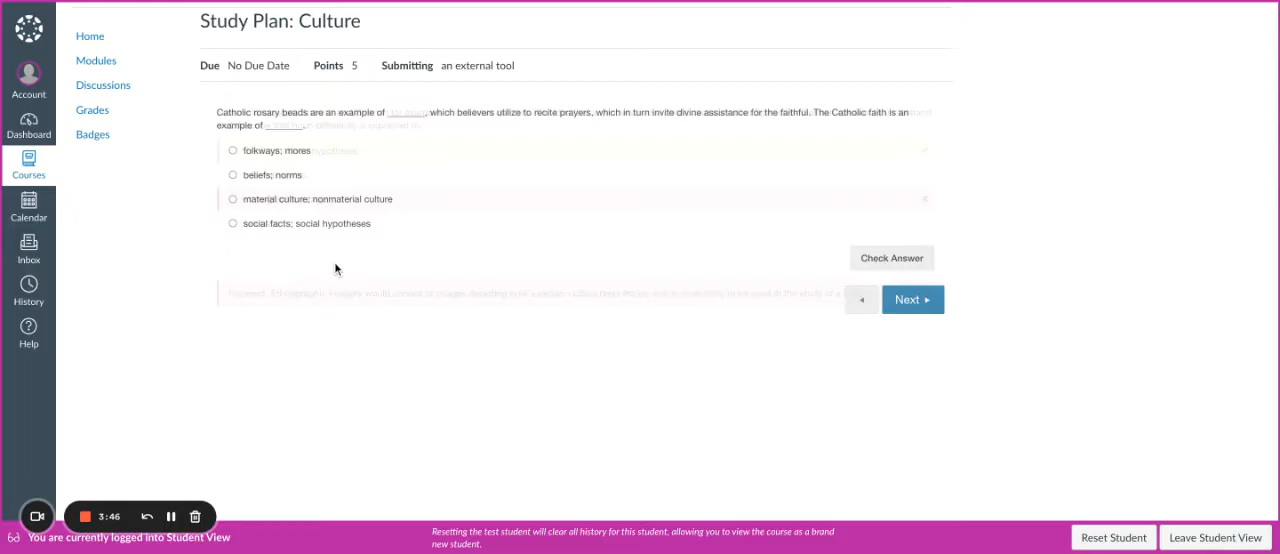 Study Plan: Culture
Home
Modules
Discussions
Grades
Badges
Account
Dashboard
Courses
Calendar
Inbox
History
Help
Due No Due Date Points 5 Submitting an external tool
Catholic rosary beads are an example of ______, which believers utilize to recite prayers, which in turn invite divine assistance for the faithful. The Catholic faith is an
example of ______.
folkways; mores
beliefs; norms
material culture; nonmaterial culture
social facts; social hypotheses
Check Answer
Next
3:46
You are currently logged into Student View
Resetting the test student will clear all history for this student, allowing you to view the course as a brand
new student.
Reset Student
Leave Student View